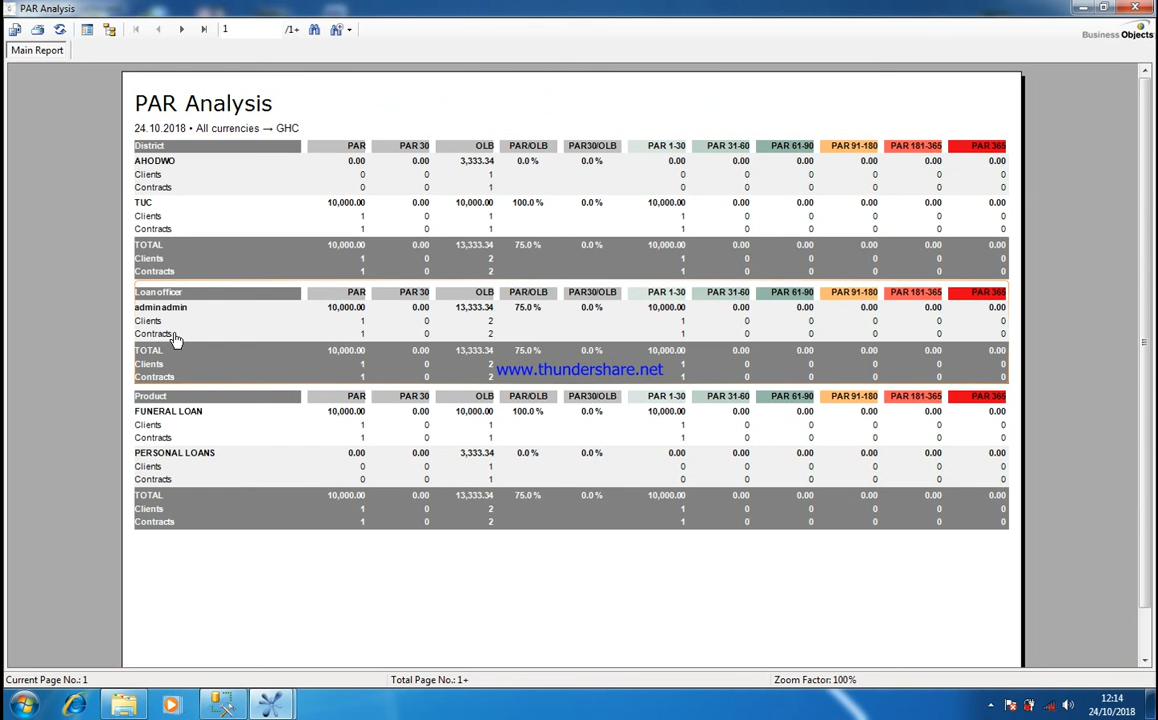 PAR Analysis
1 /1+
Business Objects
Main Report
PAR Analysis
24.10.2018 • All currencies → GHC
District PAR PAR 30 OLB PAR/OLB PAR30/OLB PAR 1-30 PAR 31-60 PAR 61-90 PAR 91-180 PAR 181-365 PAR 365
AHODWO 0.00 0.00 3,333.34 0.0 % 0.0 % 0.00 0.00 0.00 0.00 0.00 0.00
Clients 0 0 1 0 0 0 0 0 0
Contracts 0 0 1 0 0 0 0 0 0
TUC 10,000.00 0.00 10,000.00 100.0 % 0.0 % 10,000.00 0.00 0.00 0.00 0.00 0.00
Clients 1 0 1 1 0 0 0 0 0
Contracts 1 0 1 1 0 0 0 0 0
TOTAL 10,000.00 0.00 13,333.34 75.0 % 0.0 % 10,000.00 0.00 0.00 0.00 0.00 0.00
Clients 1 0 2 1 0 0 0 0 0
Contracts 1 0 2 1 0 0 0 0 0
Loan officer PAR PAR 30 OLB PAR/OLB PAR30/OLB PAR 1-30 PAR 31-60 PAR 61-90 PAR 91-180 PAR 181-365 PAR 365
admin admin 10,000.00 0.00 13,333.34 75.0 % 0.0 % 10,000.00 0.00 0.00 0.00 0.00 0.00
Clients 1 0 2 1 0 0 0 0 0
Contracts 1 0 2 1 0 0 0 0 0
TOTAL 10,000.00 0.00 13,333.34 75.0 % 0.0 % 10,000.00 0.00 0.00 0.00 0.00 0.00
Clients 1 0 2 1 0 0 0 0 0
www.thundershare.net
Contracts 1 0 2 1 0 0 0 0 0
Product PAR PAR 30 OLB PAR/OLB PAR30/OLB PAR 1-30 PAR 31-60 PAR 61-90 PAR 91-180 PAR 181-365 PAR 365
FUNERAL LOAN 10,000.00 0.00 10,000.00 100.0 % 0.0 % 10,000.00 0.00 0.00 0.00 0.00 0.00
Clients 1 0 1 1 0 0 0 0 0
Contracts 1 0 1 1 0 0 0 0 0
PERSONAL LOANS 0.00 0.00 3,333.34 0.0 % 0.0 % 0.00 0.00 0.00 0.00 0.00 0.00
Clients 0 0 1 0 0 0 0 0 0
Contracts 0 0 1 0 0 0 0 0 0
TOTAL 10,000.00 0.00 13,333.34 75.0 % 0.0 % 10,000.00 0.00 0.00 0.00 0.00 0.00
Clients 1 0 2 1 0 0 0 0 0
Contracts 1 0 2 1 0 0 0 0 0
Current Page No.: 1 Total Page No.: 1+ Zoom Factor: 100%
12:14
24/10/2018